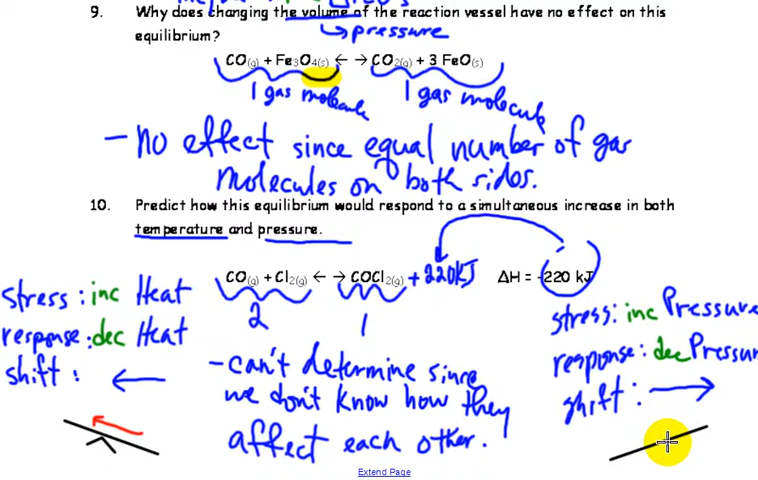 9. Why does changing the volume of the reaction vessel have no effect on this
equilibrium?
↳ pressure
CO(g) + Fe3O4(s) ← → CO2(g) + 3 FeO(s)
1 gas molecule 1 gas molecule
- no effect since equal number of gas
molecules on both sides.
10. Predict how this equilibrium would respond to a simultaneous increase in both
temperature and pressure.
CO(g) + Cl2(g) ← → COCl2(g) + 220kJ ΔH = -220 kJ
2 1
stress: inc Heat
response: dec Heat
shift: ←
- can't determine since
we don't know how they
affect each other.
stress: inc Pressure
response: dec Pressur
shift: →
Extend Page